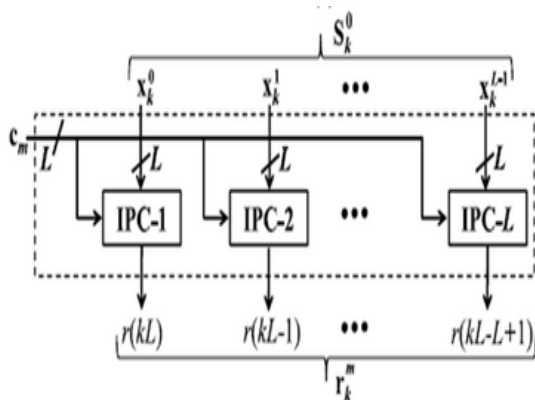 S_k^0
x_k^0 x_k^1 ••• x_k^{L-1}
c_m L L L L
IPC-1 IPC-2 ••• IPC-L
r(kL) r(kL-1) ••• r(kL-L+1)
r_k^m